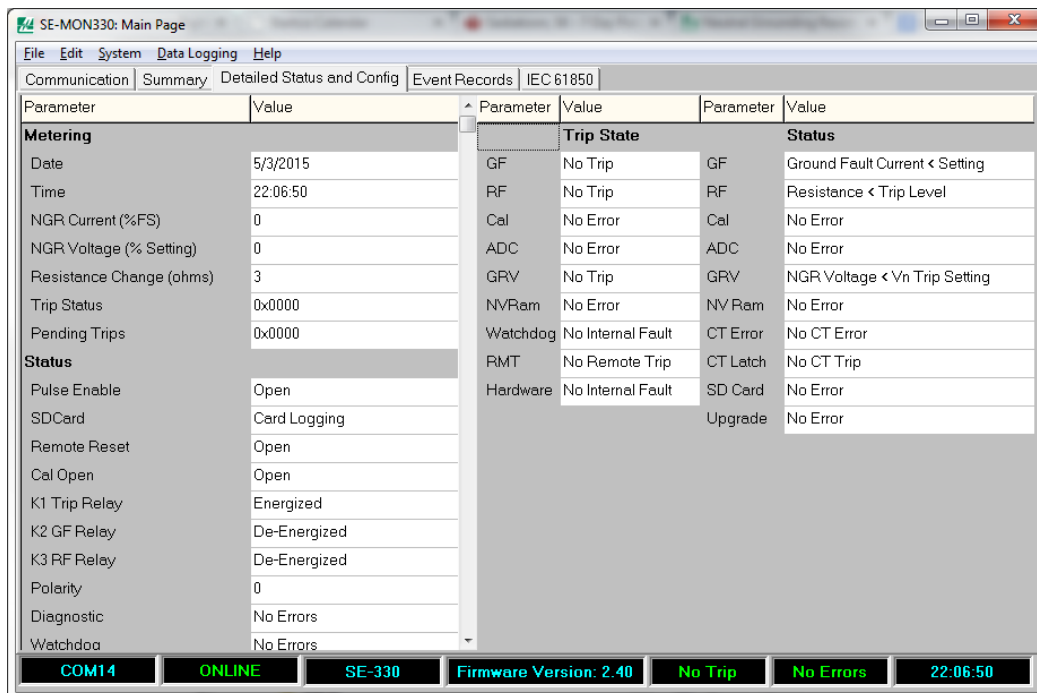 SE-MON330: Main Page
File Edit System Data Logging Help
Communication Summary Detailed Status and Config Event Records IEC 61850
Parameter Value Parameter Value Parameter Value
Metering Trip State Status
Date 5/3/2015 GF No Trip GF Ground Fault Current < Setting
Time 22:06:50 RF No Trip RF Resistance < Trip Level
NGR Current (%FS) 0 Cal No Error Cal No Error
NGR Voltage (% Setting) 0 ADC No Error ADC No Error
Resistance Change (ohms) 3 GRV No Trip GRV NGR Voltage < Vn Trip Setting
Trip Status 0x0000 NVRam No Error NV Ram No Error
Pending Trips 0x0000 Watchdog No Internal Fault CT Error No CT Error
Status RMT No Remote Trip CT Latch No CT Trip
Pulse Enable Open Hardware No Internal Fault SD Card No Error
SDCard Card Logging Upgrade No Error
Remote Reset Open
Cal Open Open
K1 Trip Relay Energized
K2 GF Relay De-Energized
K3 RF Relay De-Energized
Polarity 0
Diagnostic No Errors
Watchdog No Errors
COM14 ONLINE SE-330 Firmware Version: 2.40 No Trip No Errors 22:06:50